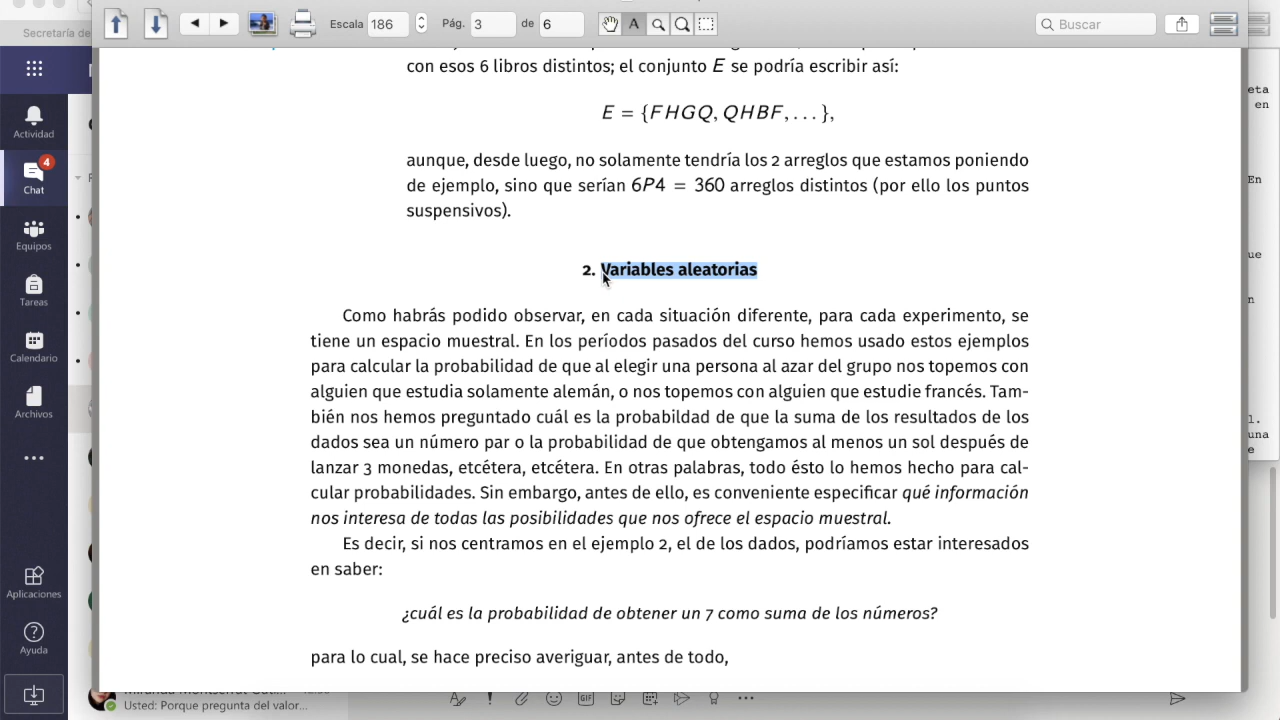 Secretaría de
Escala 186 Pág. 3 de 6 A Buscar
con esos 6 libros distintos; el conjunto E se podría escribir así:
E = {FHGQ, QHBF, . . . },
aunque, desde luego, no solamente tendría los 2 arreglos que estamos poniendo
de ejemplo, sino que serían 6P4 = 360 arreglos distintos (por ello los puntos
suspensivos).
2. Variables aleatorias
Como habrás podido observar, en cada situación diferente, para cada experimento, se
tiene un espacio muestral. En los períodos pasados del curso hemos usado estos ejemplos
para calcular la probabilidad de que al elegir una persona al azar del grupo nos topemos con
alguien que estudia solamente alemán, o nos topemos con alguien que estudie francés. Tam-
bién nos hemos preguntado cuál es la probabildad de que la suma de los resultados de los
dados sea un número par o la probabilidad de que obtengamos al menos un sol después de
lanzar 3 monedas, etcétera, etcétera. En otras palabras, todo ésto lo hemos hecho para cal-
cular probabilidades. Sin embargo, antes de ello, es conveniente especificar qué información
nos interesa de todas las posibilidades que nos ofrece el espacio muestral.
Es decir, si nos centramos en el ejemplo 2, el de los dados, podríamos estar interesados
en saber:
¿cuál es la probabilidad de obtener un 7 como suma de los números?
para lo cual, se hace preciso averiguar, antes de todo,
Actividad
4
Chat
Equipos
Tareas
Calendario
Archivos
Aplicaciones
Ayuda
Usted: Porque pregunta del valor...
GIF
eta
en
En
ue
n
l.
una
e